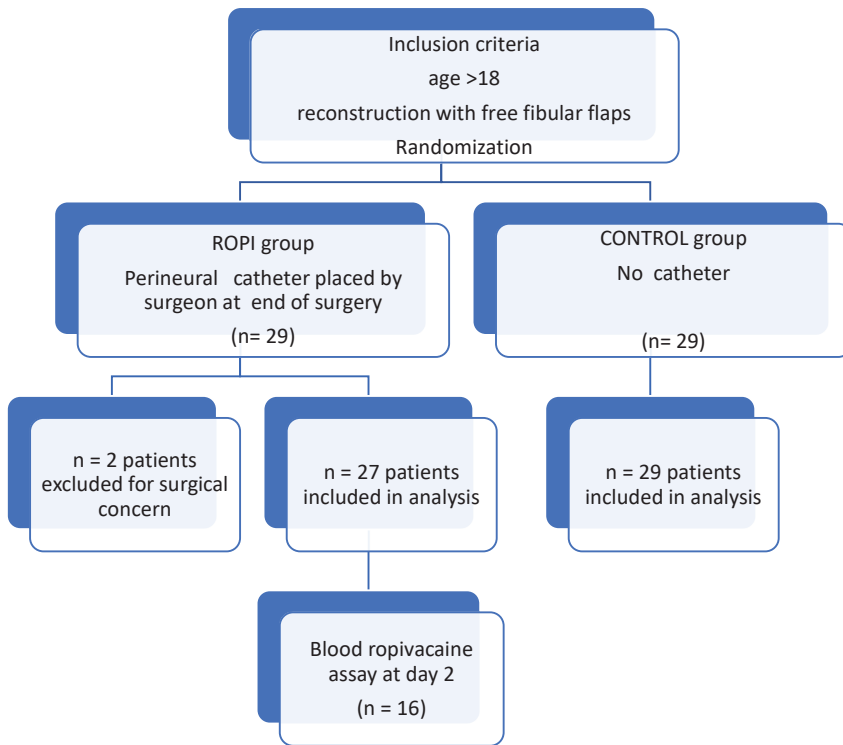 Inclusion criteria
age >18
reconstruction with free fibular flaps
Randomization
ROPI group
Perineural catheter placed by
surgeon at end of surgery
(n= 29)
CONTROL group
No catheter
(n= 29)
n = 2 patients
excluded for surgical
concern
n = 27 patients
included in analysis
n = 29 patients
included in analysis
Blood ropivacaine
assay at day 2
(n = 16)